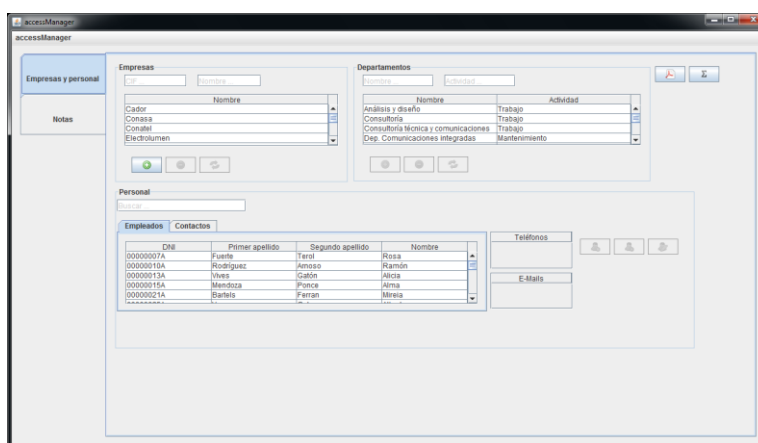 accessManager
accessManager
Empresas y personal
Notas
Empresas
CIF ...
Nombre ...
Nombre
Cador
Conasa
Conatel
Electrolumen
Departamentos
Nombre ...
Actividad ...
Nombre Actividad
Análisis y diseño Trabajo
Consultoría Trabajo
Consultoría técnica y comunicaciones Trabajo
Dep. Comunicaciones integradas Mantenimiento
Σ
Personal
Buscar ...
Empleados Contactos
DNI Primer apellido Segundo apellido Nombre
00000007A Fuerte Terol Rosa
00000010A Rodríguez Arnoso Ramón
00000013A Vives Gatón Alicia
00000015A Mendoza Ponce Alma
00000021A Bartels Ferran Mireia
Teléfonos
E-Mails